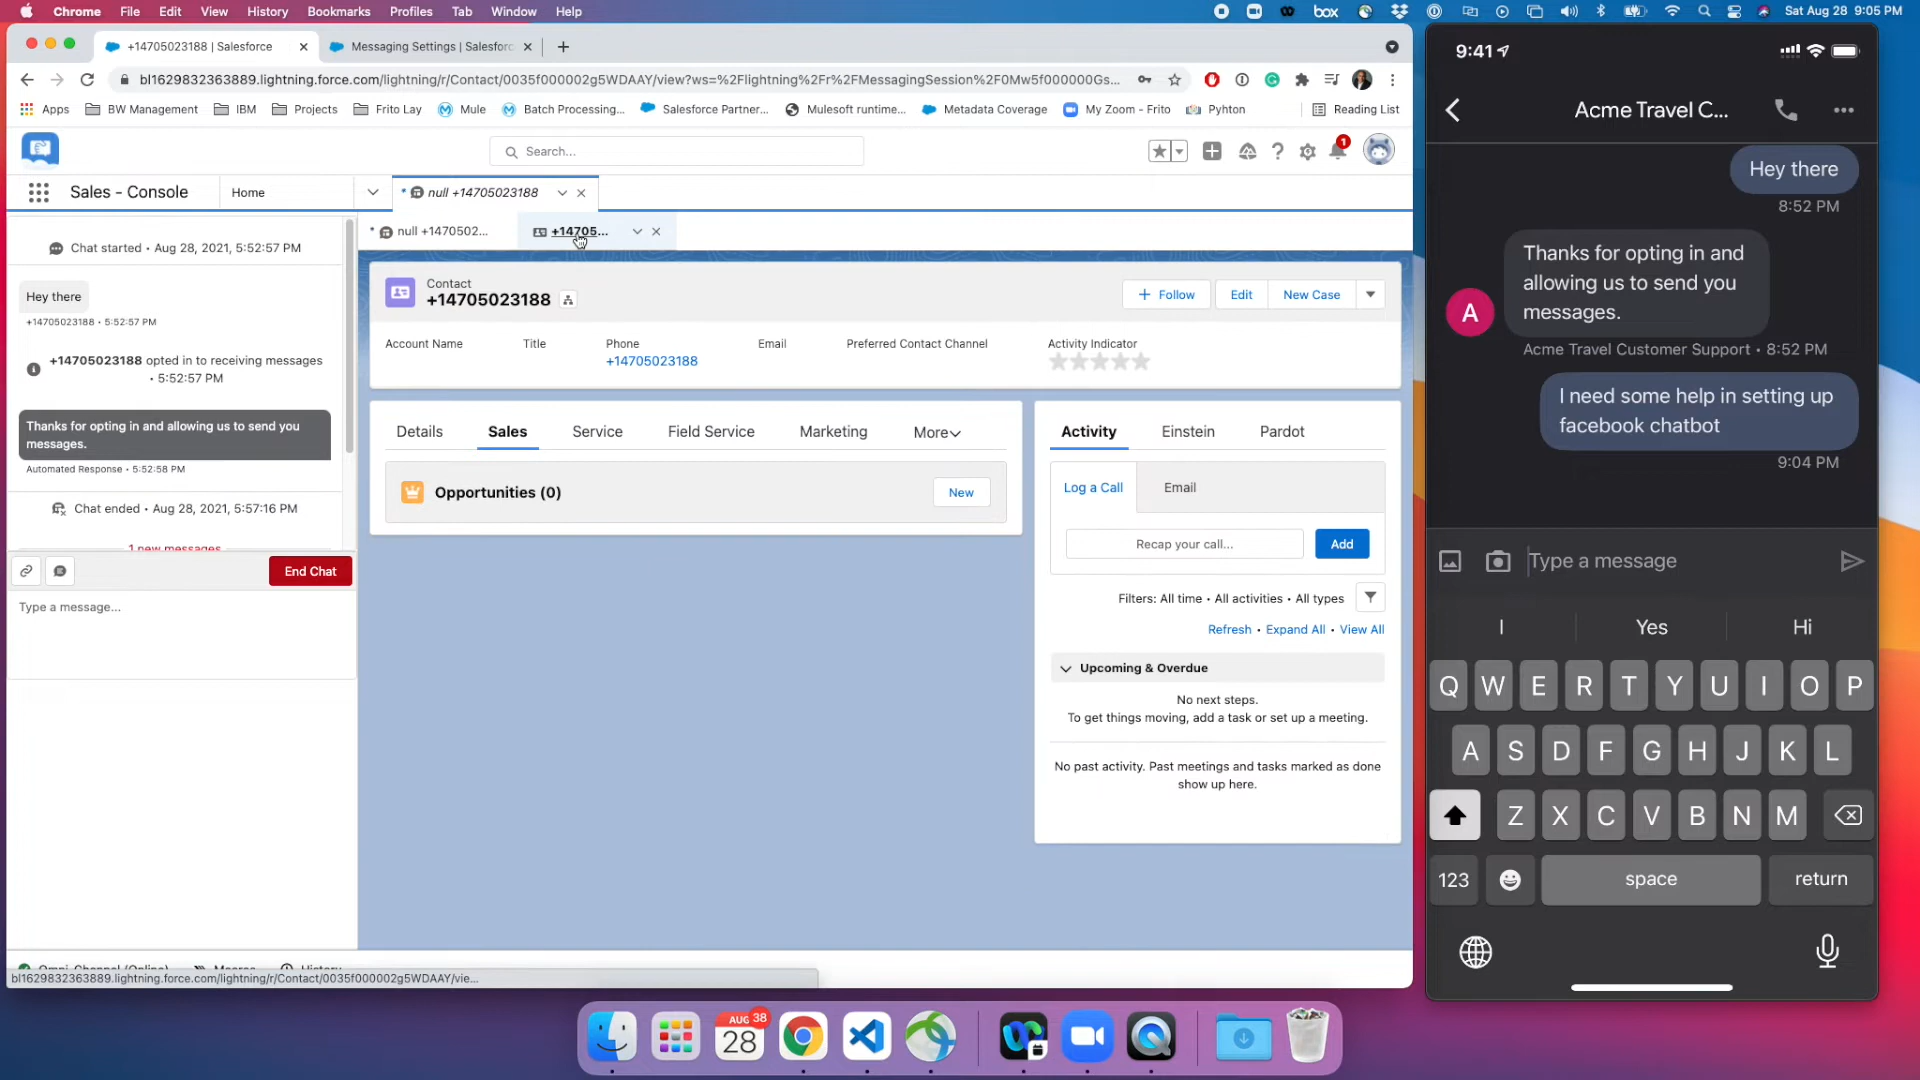 Chrome File Edit View History Bookmarks Profiles Tab Window Help
box
Sat Aug 28 9:05 PM
+14705023188 | Salesforce
Messaging Settings | Salesforc
bl1629832363889.lightning.force.com/lightning/r/Contact/0035f000002g5WDAAY/view?ws=%2Flightning%2Fr%2FMessagingSession%2F0Mw5f000000Gs...
Apps BW Management IBM Projects Frito Lay Mule Batch Processing... Salesforce Partner... Mulesoft runtime... Metadata Coverage My Zoom - Frito Pyhton Reading List
Search...
1
Sales - Console
Home
* null +14705023188
* null +1470502...
+14705...
Chat started • Aug 28, 2021, 5:52:57 PM
Hey there
+14705023188 • 5:52:57 PM
+14705023188 opted in to receiving messages
• 5:52:57 PM
Thanks for opting in and allowing us to send you
messages.
Automated Response • 5:52:58 PM
Chat ended • Aug 28, 2021, 5:57:16 PM
1 new messages
End Chat
Type a message...
Contact
+14705023188
Follow
Edit
New Case
Account Name
Title
Phone
+14705023188
Email
Preferred Contact Channel
Activity Indicator
Details
Sales
Service
Field Service
Marketing
More
Opportunities (0)
New
Activity
Einstein
Pardot
Log a Call
Email
Recap your call...
Add
Filters: All time • All activities • All types
Refresh • Expand All • View All
Upcoming & Overdue
No next steps.
To get things moving, add a task or set up a meeting.
No past activity. Past meetings and tasks marked as done
show up here.
Omni-Channel (Online) Macros History
bl1629832363889.lightning.force.com/lightning/r/Contact/0035f000002g5WDAAY/vie...
9:41
Acme Travel C...
Hey there
8:52 PM
Thanks for opting in and
allowing us to send you
messages.
A
Acme Travel Customer Support • 8:52 PM
I need some help in setting up
facebook chatbot
9:04 PM
Type a message
I Yes Hi
Q W E R T Y U I O P
A S D F G H J K L
Z X C V B N M
123 space return
AUG 38
28